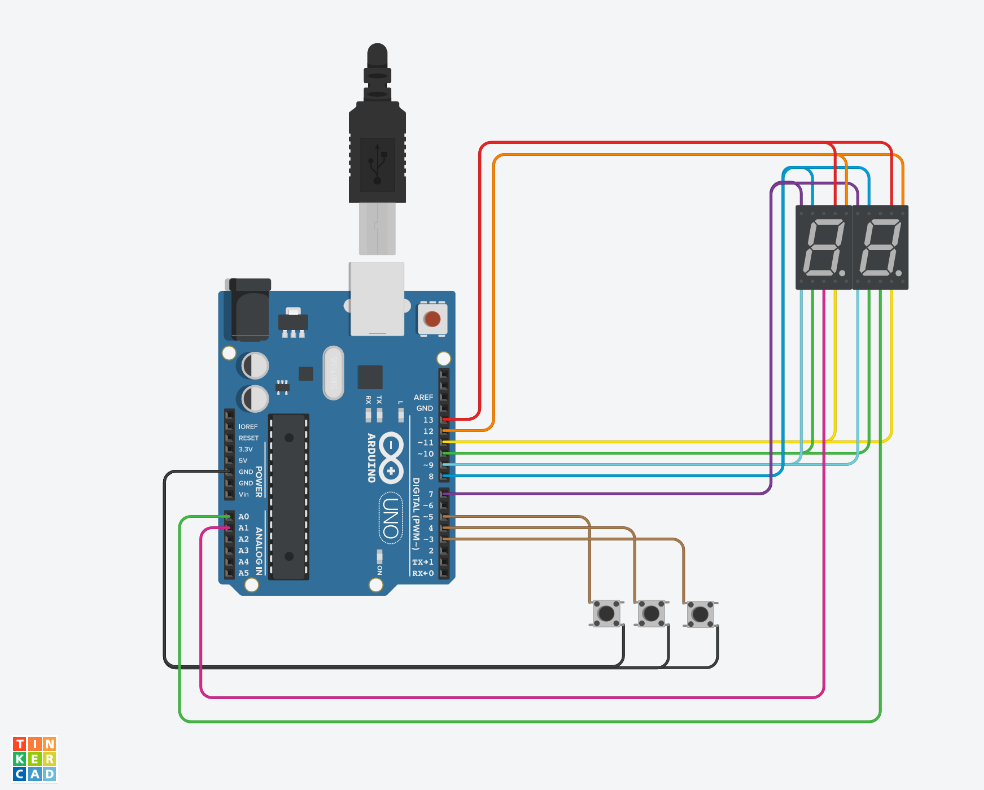 AREF
GND
13
12
~11
~10
~9
8
7
~6
~5
4
~3
2
TX→1
RX←0
DIGITAL (PWM~)
IOREF
RESET
3.3V
5V
GND
GND
Vin
POWER
A0
A1
A2
A3
A4
A5
ANALOG IN
RX
TX
L
ARDUINO
UNO
ON
8.
8.
TIN
KER
CAD